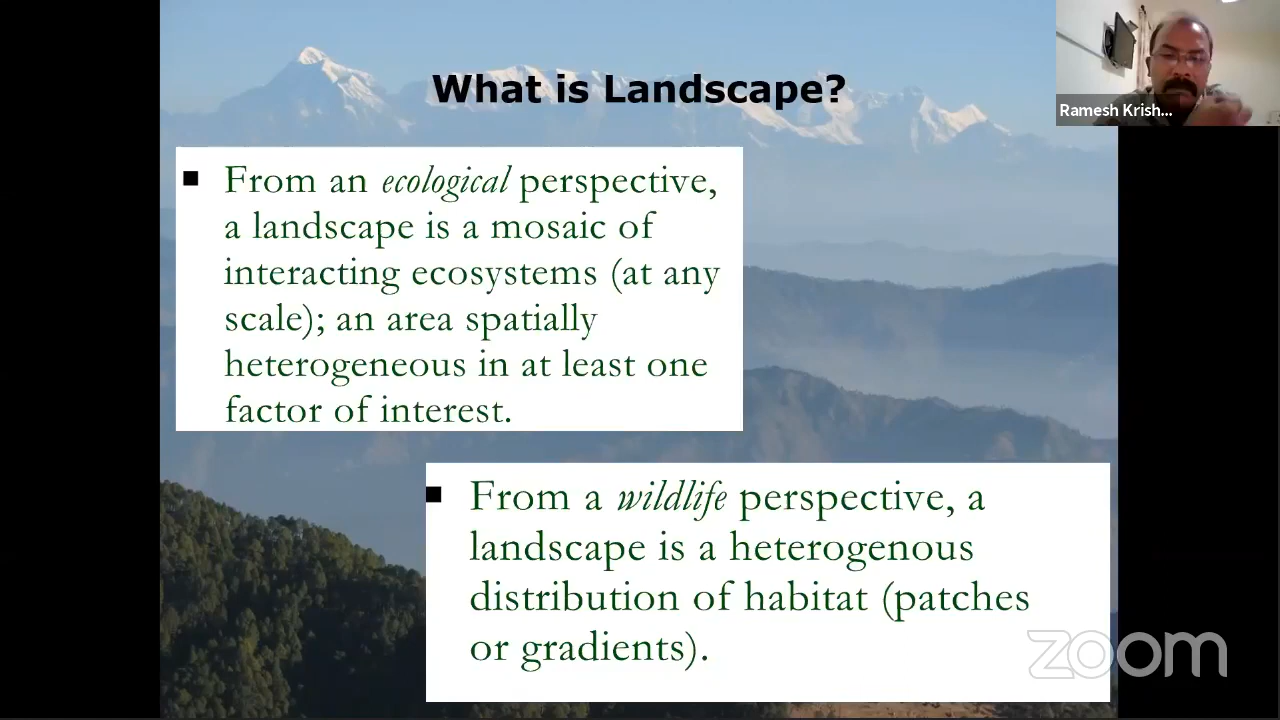 What is Landscape?
Ramesh Krish...
▪ From an ecological perspective,
a landscape is a mosaic of
interacting ecosystems (at any
scale); an area spatially
heterogeneous in at least one
factor of interest.
▪ From a wildlife perspective, a
landscape is a heterogenous
distribution of habitat (patches
or gradients).
zoom